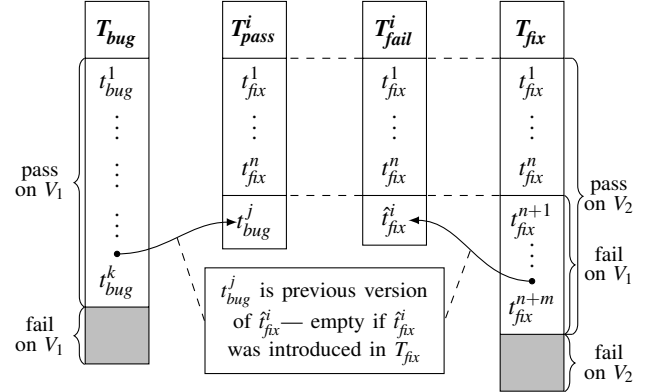 T_bug T^i_pass T^i_fail T_fix
t^1_bug t^1_fix t^1_fix t^1_fix
⋮ ⋮ ⋮ ⋮
pass
on V_1
⋮ t^n_fix t^n_fix t^n_fix
pass
on V_2
⋮ t^j_bug t̂^i_fix t^{n+1}_fix
⋮
fail
on V_1
t^k_bug
t^{n+m}_fix
t^j_bug is previous version
of t̂^i_fix— empty if t̂^i_fix
was introduced in T_fix
fail
on V_1
fail
on V_2